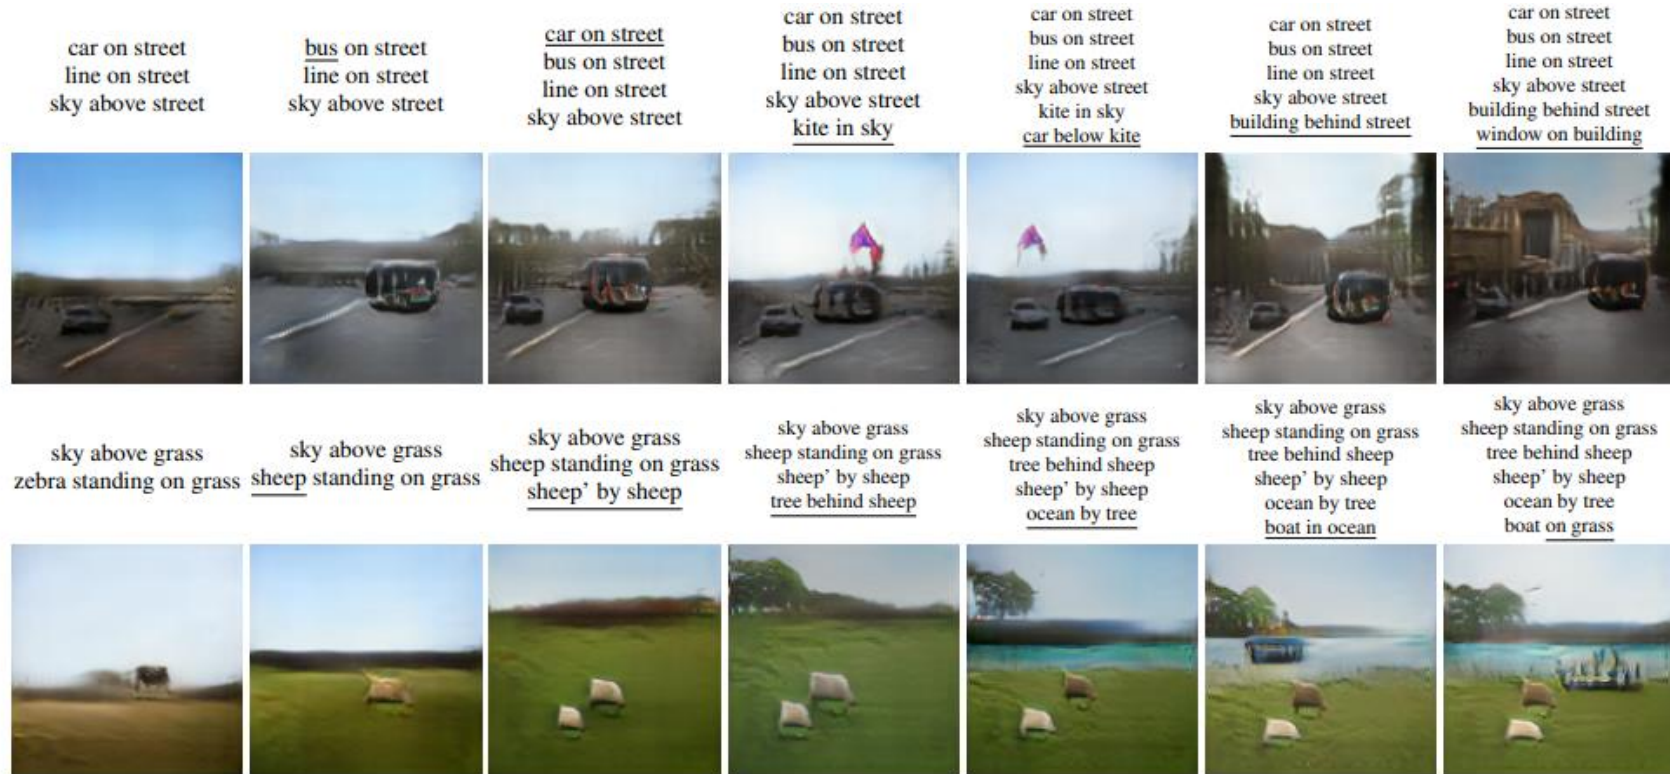 car on street
line on street
sky above street
bus on street
line on street
sky above street
car on street
bus on street
line on street
sky above street
car on street
bus on street
line on street
sky above street
kite in sky
car on street
bus on street
line on street
sky above street
kite in sky
car below kite
car on street
bus on street
line on street
sky above street
building behind street
car on street
bus on street
line on street
sky above street
building behind street
window on building
sky above grass
zebra standing on grass
sky above grass
sheep standing on grass
sky above grass
sheep standing on grass
sheep' by sheep
sky above grass
sheep standing on grass
sheep' by sheep
tree behind sheep
sky above grass
sheep standing on grass
tree behind sheep
sheep' by sheep
ocean by tree
sky above grass
sheep standing on grass
tree behind sheep
sheep' by sheep
ocean by tree
boat in ocean
sky above grass
sheep standing on grass
tree behind sheep
sheep' by sheep
ocean by tree
boat on grass